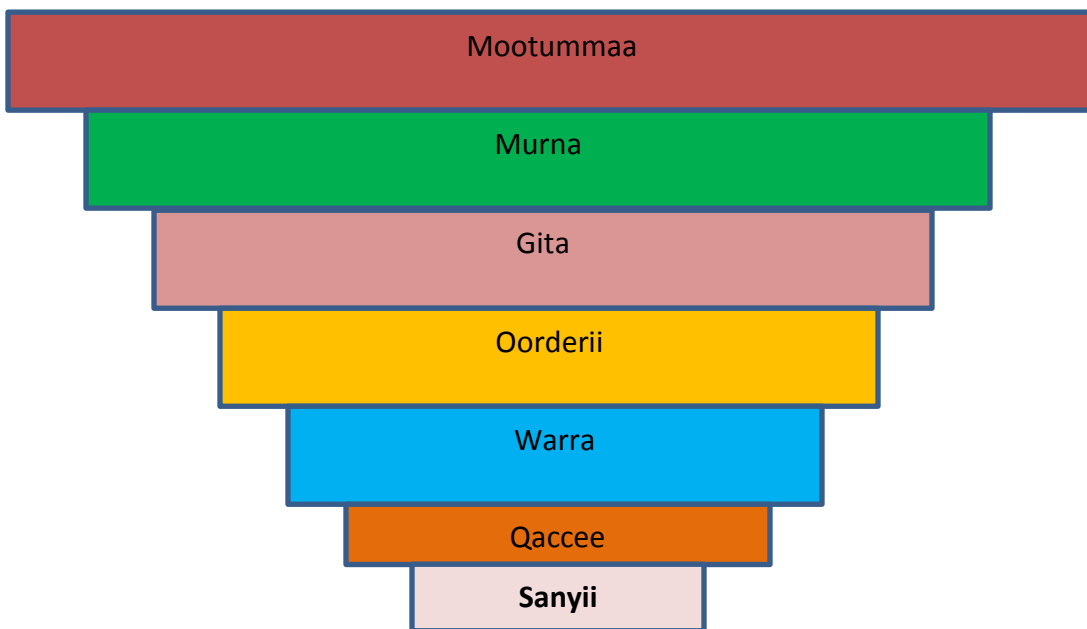 Mootummaa
Murna
Gita
Oorderii
Warra
Qaccee
Sanyii